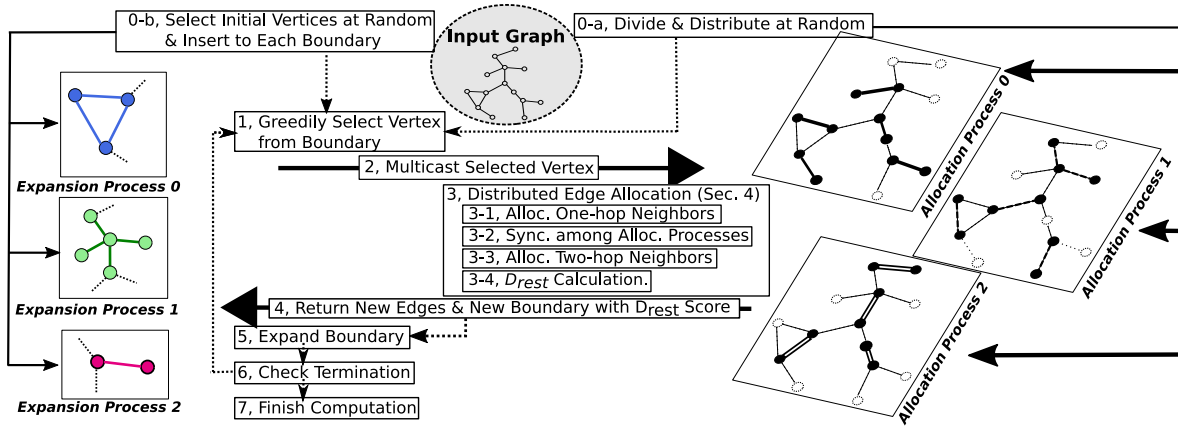 0-b, Select Initial Vertices at Random
& Insert to Each Boundary
Input Graph
0-a, Divide & Distribute at Random
1, Greedily Select Vertex
from Boundary
2, Multicast Selected Vertex
3, Distributed Edge Allocation (Sec. 4)
3-1, Alloc. One-hop Neighbors
3-2, Sync. among Alloc. Processes
3-3, Alloc. Two-hop Neighbors
3-4, Drest Calculation.
4, Return New Edges & New Boundary with Drest Score
5, Expand Boundary
6, Check Termination
7, Finish Computation
Expansion Process 0
Expansion Process 1
Expansion Process 2
Allocation Process 0
Allocation Process 1
Allocation Process 2